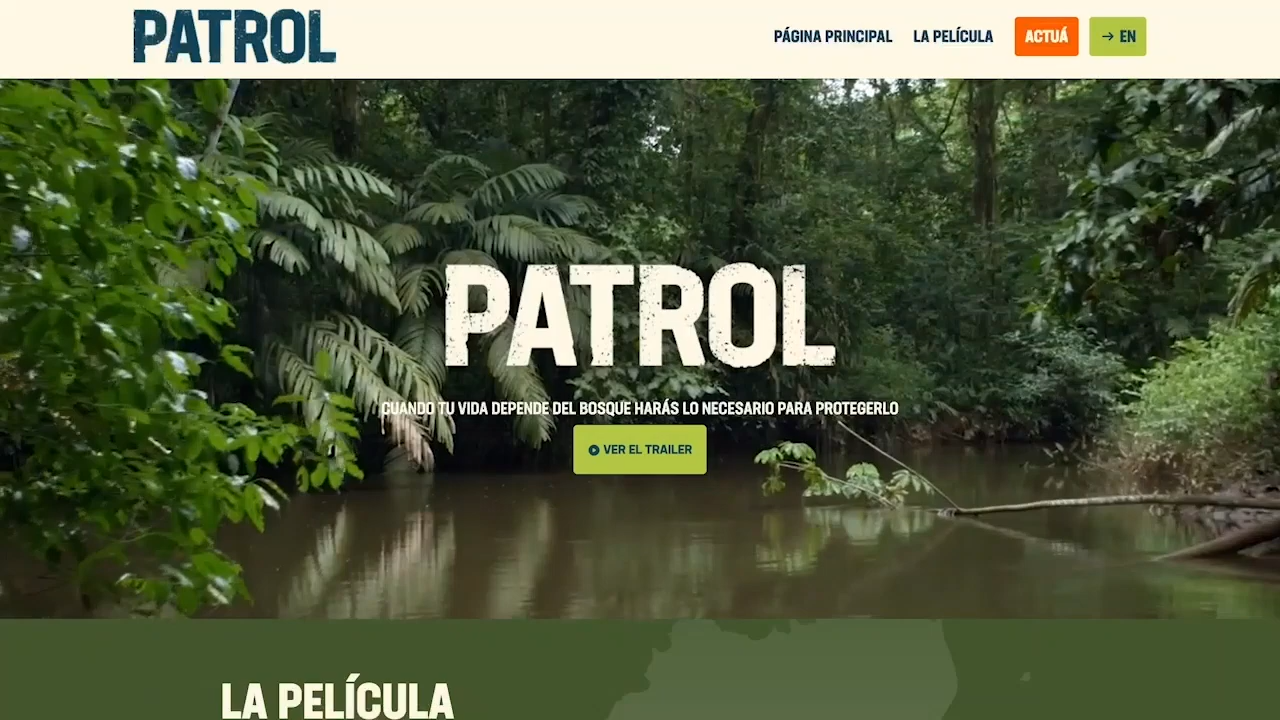 PATROL
PÁGINA PRINCIPAL
LA PELÍCULA
ACTUÁ
→ EN
PATROL
CUANDO TU VIDA DEPENDE DEL BOSQUE HARÁS LO NECESARIO PARA PROTEGERLO
VER EL TRAILER
LA PELÍCULA